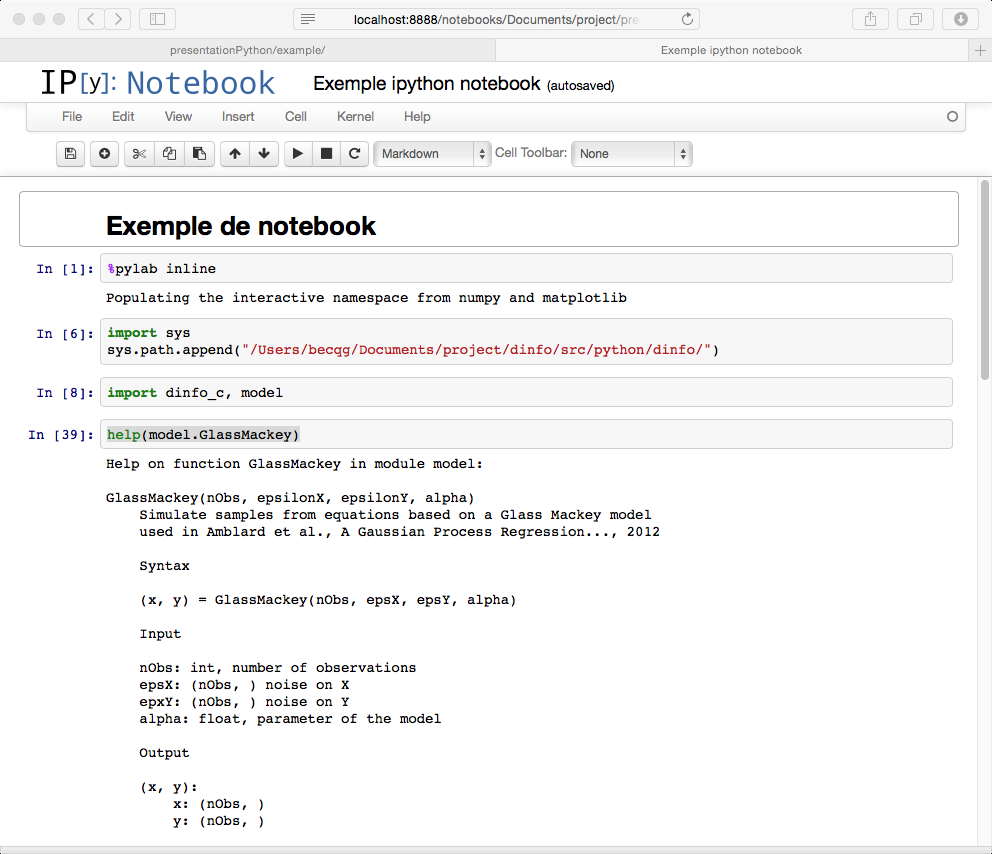 localhost:8888/notebooks/Documents/project/pre
presentationPython/example/
Exemple ipython notebook
IP[y]: Notebook
Exemple ipython notebook (autosaved)
File Edit View Insert Cell Kernel Help
Markdown Cell Toolbar: None
Exemple de notebook
In [1]: %pylab inline
Populating the interactive namespace from numpy and matplotlib
In [6]: import sys
sys.path.append("/Users/becqg/Documents/project/dinfo/src/python/dinfo/")
In [8]: import dinfo_c, model
In [39]: help(model.GlassMackey)
Help on function GlassMackey in module model:
GlassMackey(nObs, epsilonX, epsilonY, alpha)
Simulate samples from equations based on a Glass Mackey model
used in Amblard et al., A Gaussian Process Regression..., 2012
Syntax
(x, y) = GlassMackey(nObs, epsX, epsY, alpha)
Input
nObs: int, number of observations
epsX: (nObs, ) noise on X
epxY: (nObs, ) noise on Y
alpha: float, parameter of the model
Output
(x, y):
x: (nObs, )
y: (nObs, )